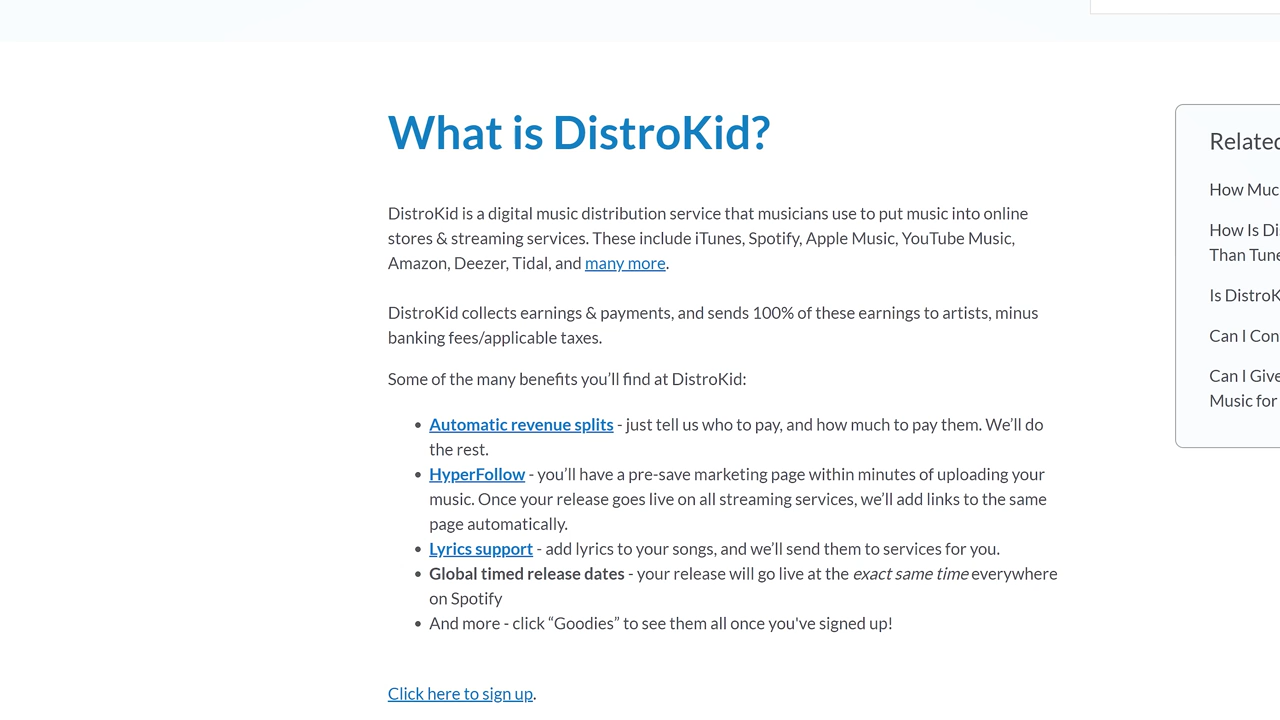 What is DistroKid?
DistroKid is a digital music distribution service that musicians use to put music into online
stores & streaming services. These include iTunes, Spotify, Apple Music, YouTube Music,
Amazon, Deezer, Tidal, and many more.
DistroKid collects earnings & payments, and sends 100% of these earnings to artists, minus
banking fees/applicable taxes.
Some of the many benefits you’ll find at DistroKid:
• Automatic revenue splits - just tell us who to pay, and how much to pay them. We’ll do
the rest.
• HyperFollow - you’ll have a pre-save marketing page within minutes of uploading your
music. Once your release goes live on all streaming services, we’ll add links to the same
page automatically.
• Lyrics support - add lyrics to your songs, and we’ll send them to services for you.
• Global timed release dates - your release will go live at the exact same time everywhere
on Spotify
• And more - click “Goodies” to see them all once you've signed up!
Click here to sign up.
Related
How Muc
How Is Di
Than Tune
Is DistroK
Can I Con
Can I Give
Music for